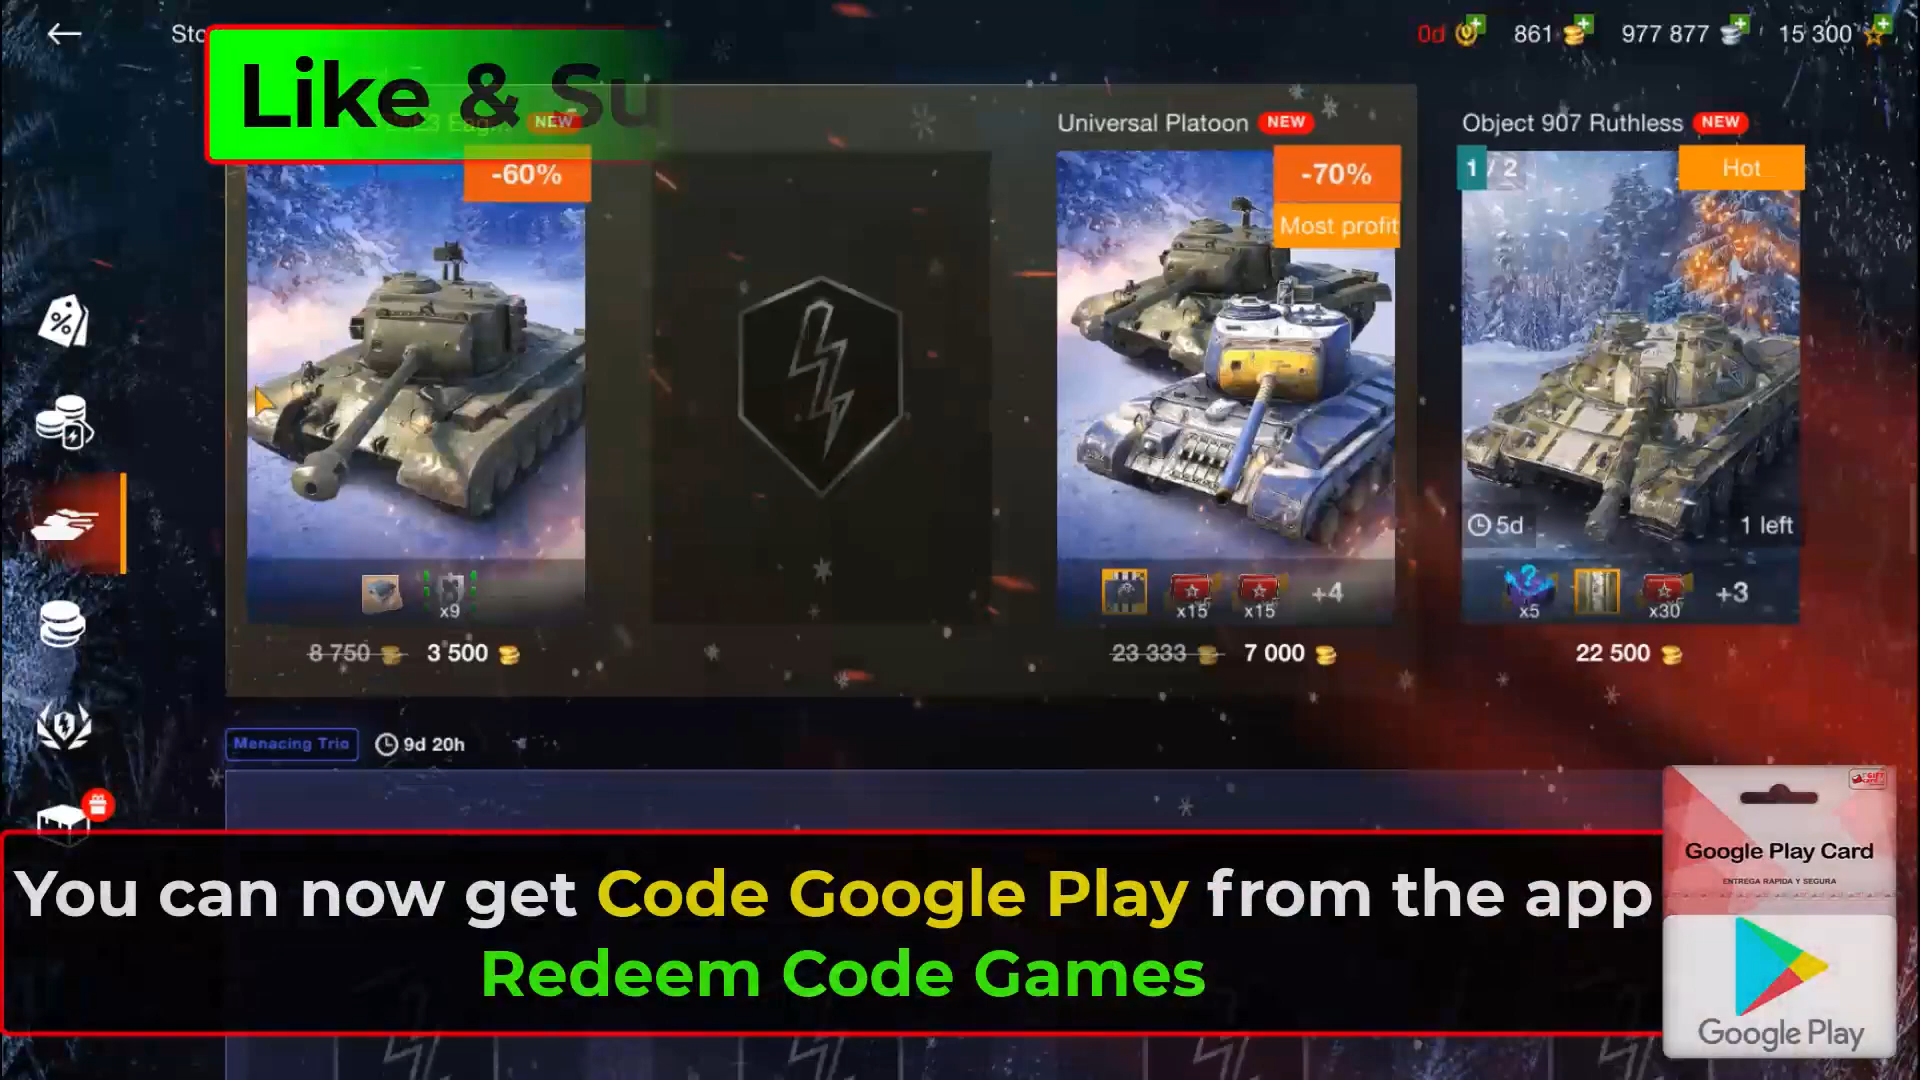 0d
861
977 877
15 300
Like & Su
NEW
Universal Platoon NEW
Object 907 Ruthless NEW
-60%
-70%
Most profit
1 / 2
Hot
5d
1 left
x9
x15
x15
+4
x5
x30
+3
8 750 3 500
23 333 7 000
22 500
Menacing Trio
9d 20h
You can now get Code Google Play from the app
Redeem Code Games
Google Play Card
ENTREGA RAPIDA Y SEGURA
Google Play